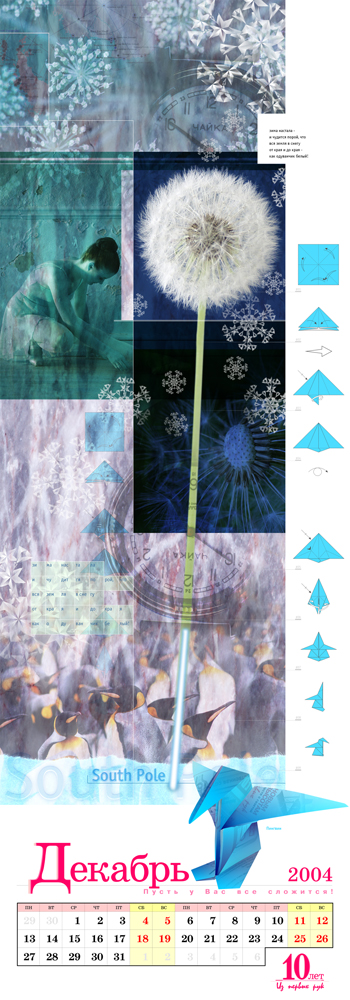 ЧАЙКА
зима настала -
и чудится порой, что
вся земля в снегу
от края и до края -
как одуванчик белый!
ЧАЙКА
South Pole
Декабрь
2004
Пусть у Вас все сложится!
ПН ВТ СР ЧТ ПТ СБ ВС ПН ВТ СР ЧТ ПТ СБ ВС
29 30 1 2 3 4 5 6 7 8 9 10 11 12
13 14 15 16 17 18 19 20 21 22 23 24 25 26
27 28 29 30 31 1 2 3 4 5 6
10 лет
Из первых рук